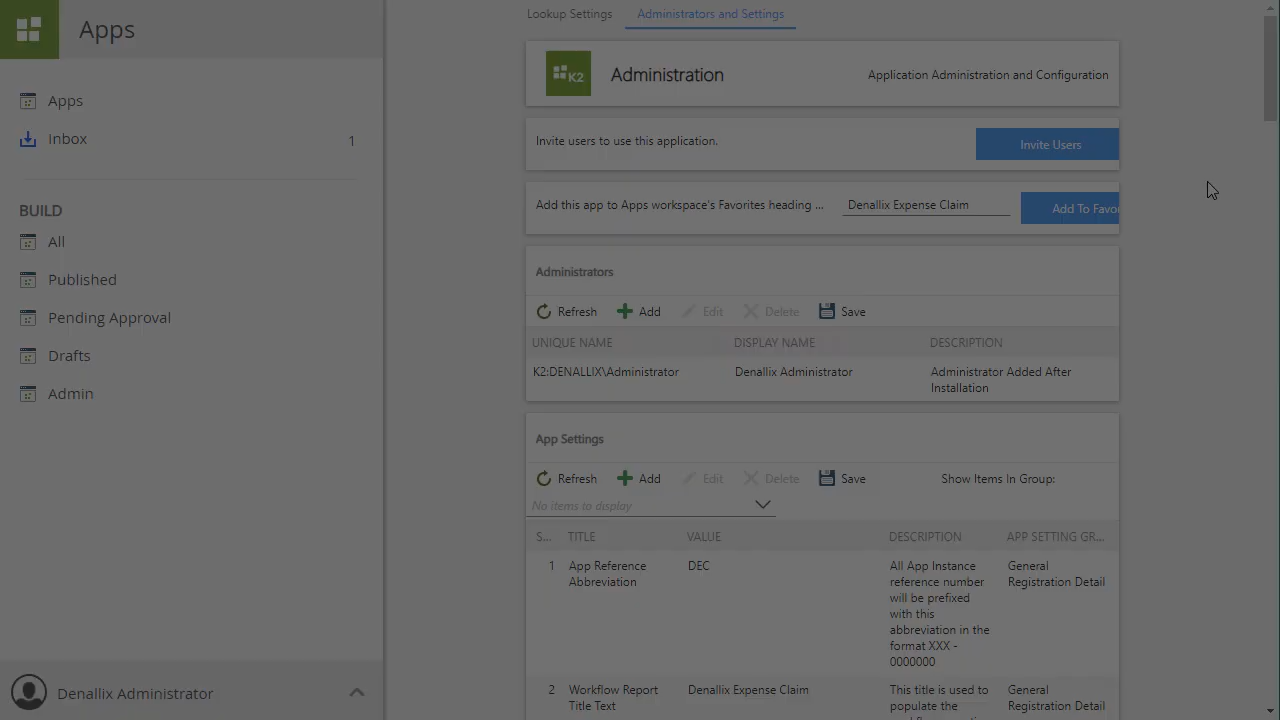 Apps
Apps
Inbox 1
BUILD
All
Published
Pending Approval
Drafts
Admin
Denallix Administrator
Lookup Settings Administrators and Settings
K2 Administration Application Administration and Configuration
Invite users to use this application. Invite Users
Add this app to Apps workspace's Favorites heading ... Denallix Expense Claim Add To Favo
Administrators
Refresh Add Edit Delete Save
UNIQUE NAME DISPLAY NAME DESCRIPTION
K2:DENALLIX\Administrator Denallix Administrator Administrator Added After
Installation
App Settings
Refresh Add Edit Delete Save Show Items In Group:
No items to display
S... TITLE VALUE DESCRIPTION APP SETTING GR...
1 App Reference DEC All App Instance General
Abbreviation reference number Registration Detail
will be prefixed
with this
abbreviation in the
format XXX -
0000000
2 Workflow Report Denallix Expense Claim This title is used to General
Title Text populate the Registration Detail